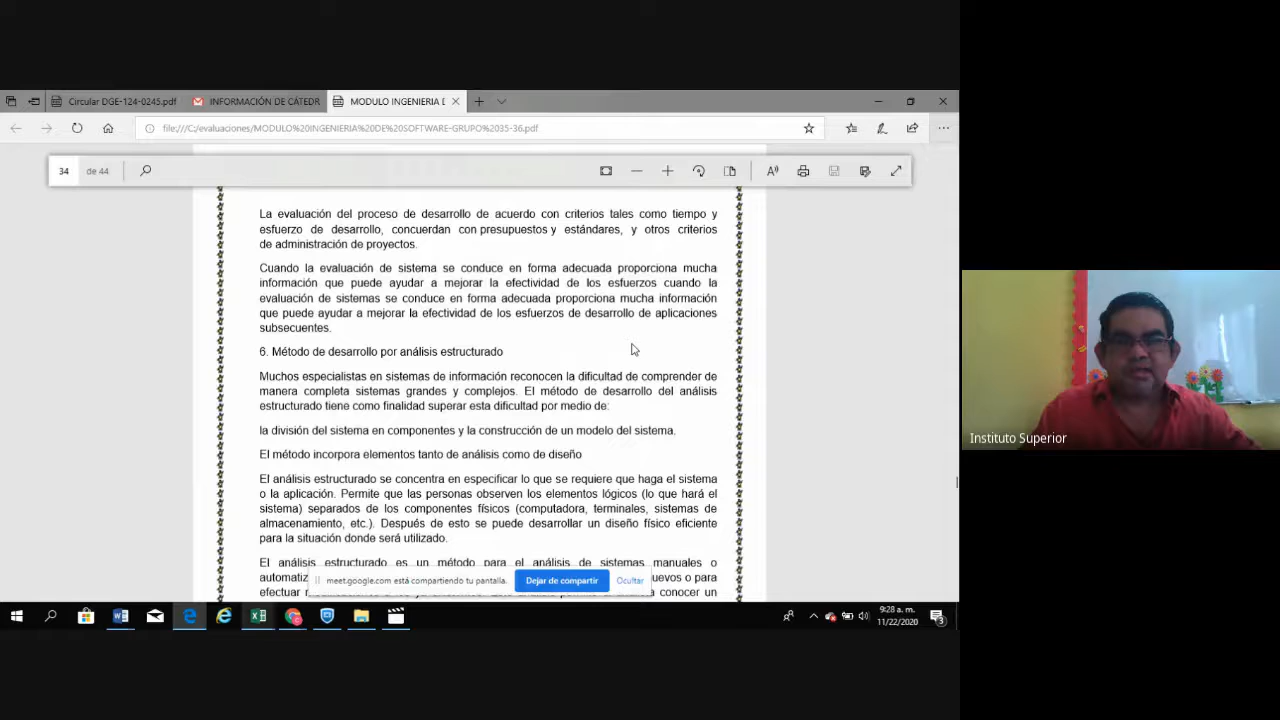 Circular DGE-124-0245.pdf
INFORMACIÓN DE CÁTEDR
MODULO INGENIERIA D
file:///C:/evaluaciones/MODULO%20INGENIERIA%20DE%20SOFTWARE-GRUPO%2035-36.pdf
34 de 44
La evaluación del proceso de desarrollo de acuerdo con criterios tales como tiempo y
esfuerzo de desarrollo, concuerdan con presupuestos y estándares, y otros criterios
de administración de proyectos.
Cuando la evaluación de sistema se conduce en forma adecuada proporciona mucha
información que puede ayudar a mejorar la efectividad de los esfuerzos cuando la
evaluación de sistemas se conduce en forma adecuada proporciona mucha información
que puede ayudar a mejorar la efectividad de los esfuerzos de desarrollo de aplicaciones
subsecuentes.
6. Método de desarrollo por análisis estructurado
Muchos especialistas en sistemas de información reconocen la dificultad de comprender de
manera completa sistemas grandes y complejos. El método de desarrollo del análisis
estructurado tiene como finalidad superar esta dificultad por medio de:
la división del sistema en componentes y la construcción de un modelo del sistema.
El método incorpora elementos tanto de análisis como de diseño
El análisis estructurado se concentra en especificar lo que se requiere que haga el sistema
o la aplicación. Permite que las personas observen los elementos lógicos (lo que hará el
sistema) separados de los componentes físicos (computadora, terminales, sistemas de
almacenamiento, etc.). Después de esto se puede desarrollar un diseño físico eficiente
para la situación donde será utilizado.
El análisis estructurado es un método para el análisis de sistemas manuales o
uevos o para
efectuar
conocer un
meet.google.com está compartiendo tu pantalla.
Dejar de compartir
Ocultar
Instituto Superior
9:28 a. m.
11/22/2020
3